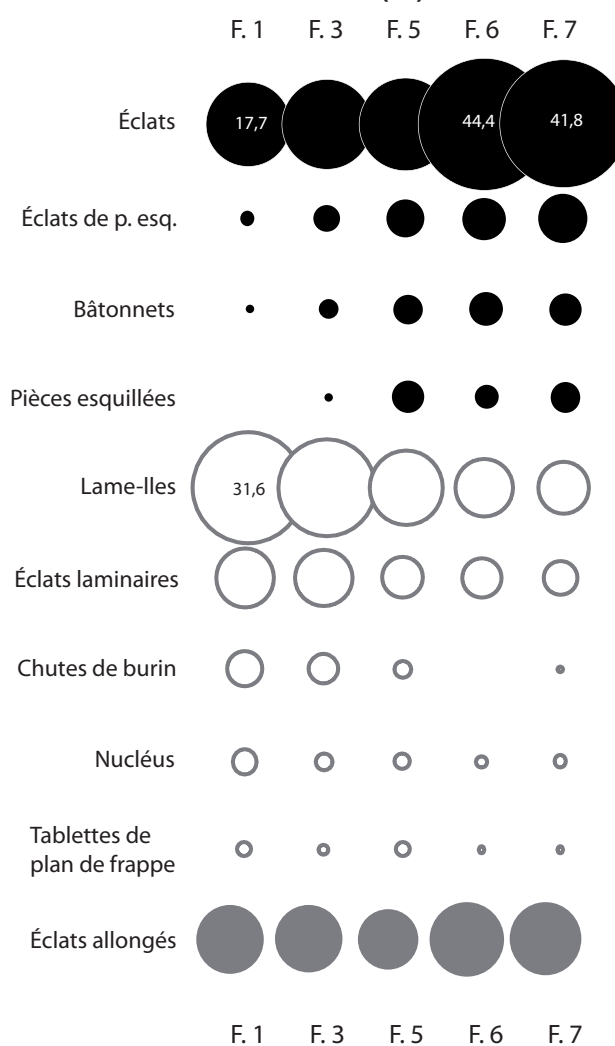 F. 1 F. 3 F. 5 F. 6 F. 7
Éclats 17,7 44,4 41,8
Éclats de p. esq.
Bâtonnets
Pièces esquillées
Lame-lles 31,6
Éclats laminaires
Chutes de burin
Nucléus
Tablettes de
plan de frappe
Éclats allongés
F. 1 F. 3 F. 5 F. 6 F. 7